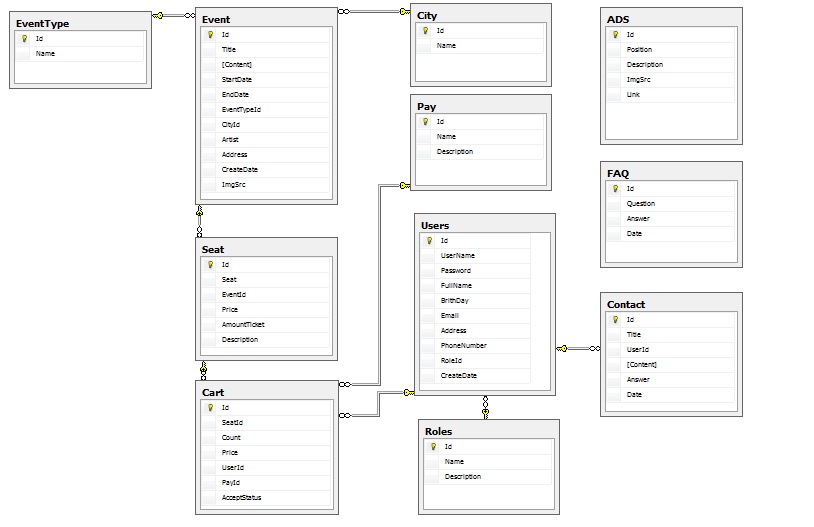 EventType
Id
Name
Event
Id
Title
[Content]
StartDate
EndDate
EventTypeId
CityId
Artist
Address
CreateDate
ImgSrc
City
Id
Name
Pay
Id
Name
Description
ADS
Id
Position
Description
ImgSrc
Link
FAQ
Id
Question
Answer
Date
Seat
Id
Seat
EventId
Price
AmountTicket
Description
Users
Id
UserName
Password
FullName
BrithDay
Email
Address
PhoneNumber
RoleId
CreateDate
Contact
Id
Title
UserId
[Content]
Answer
Date
Cart
Id
SeatId
Count
Price
UserId
PayId
AcceptStatus
Roles
Id
Name
Description